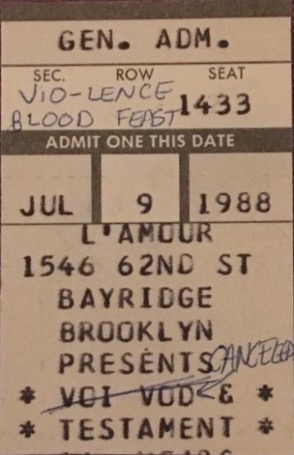 GEN. ADM.
SEC. ROW SEAT
VIO-LENCE
BLOOD FEAST 1433
ADMIT ONE THIS DATE
JUL 9 1988
L'AMOUR
1546 62ND ST
BAYRIDGE
BROOKLYN
PRESENTS CANCELED
* VOI VOD & *
* TESTAMENT *